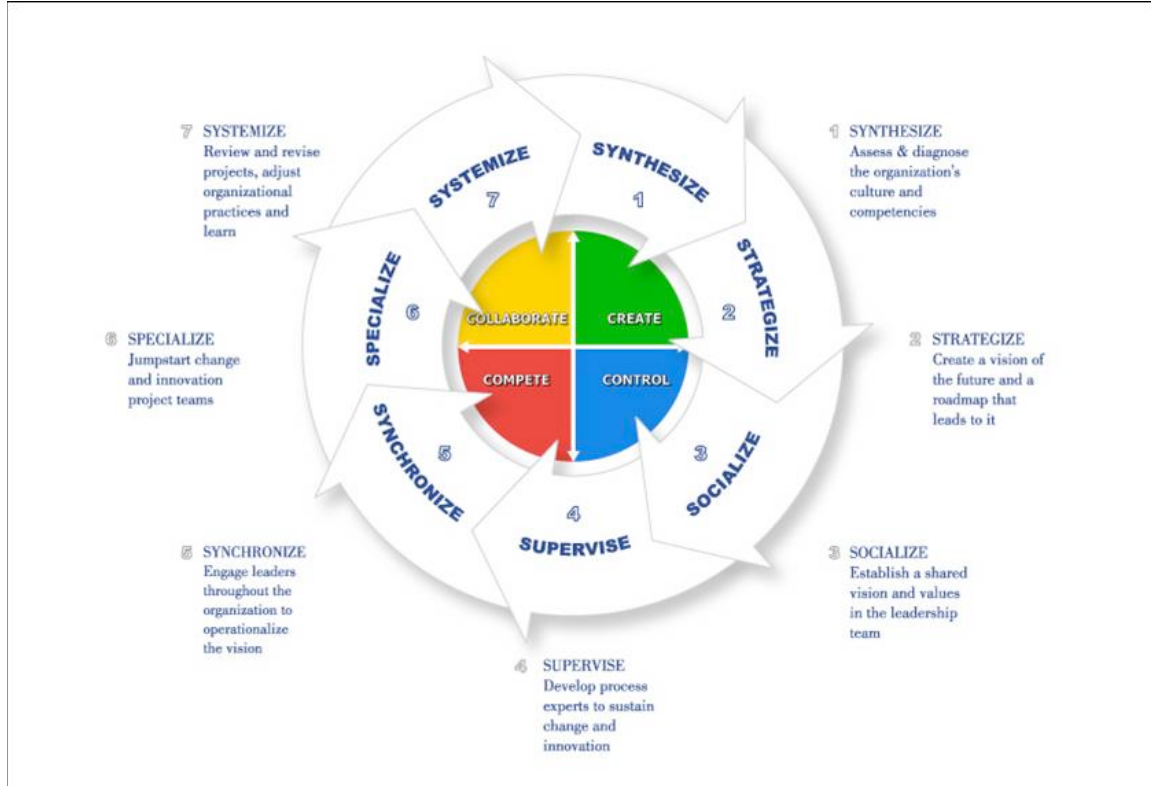 SYSTEMIZE
7
SYNTHESIZE
1
STRATEGIZE
2
SOCIALIZE
3
4
SUPERVISE
5
SYNCHRONIZE
SPECIALIZE
6
COLLABORATE
CREATE
COMPETE
CONTROL
1 SYNTHESIZE
Assess & diagnose
the organization's
culture and
competencies
2 STRATEGIZE
Create a vision of
the future and a
roadmap that
leads to it
3 SOCIALIZE
Establish a shared
vision and values
in the leadership
team
4 SUPERVISE
Develop process
experts to sustain
change and
innovation
5 SYNCHRONIZE
Engage leaders
throughout the
organization to
operationalize
the vision
6 SPECIALIZE
Jumpstart change
and innovation
project teams
7 SYSTEMIZE
Review and revise
projects, adjust
organizational
practices and
learn